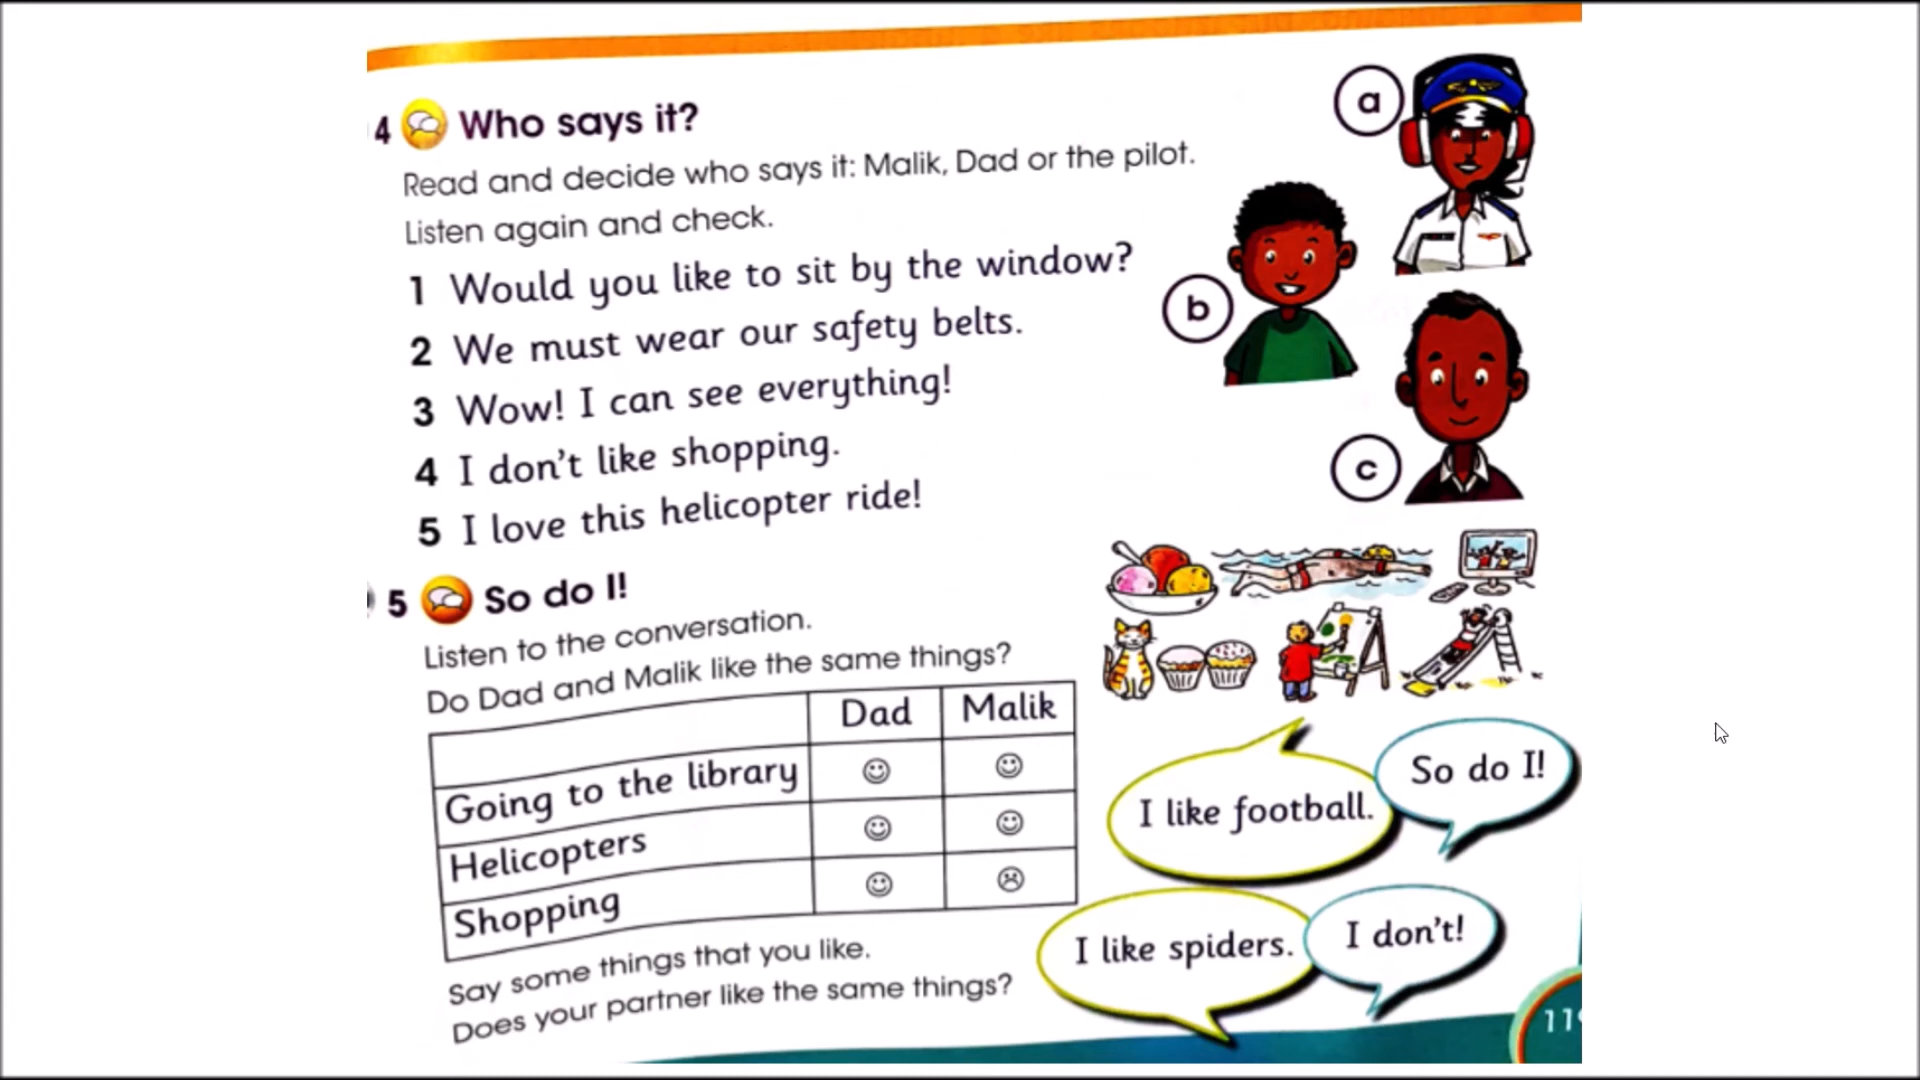 4 Who says it?
Read and decide who says it: Malik, Dad or the pilot.
Listen again and check.
1 Would you like to sit by the window?
2 We must wear our safety belts.
3 Wow! I can see everything!
4 I don't like shopping.
5 I love this helicopter ride!
a
b
c
5 So do I!
Listen to the conversation.
Do Dad and Malik like the same things?
Dad Malik
Going to the library ☺ ☺
Helicopters ☺ ☺
Shopping ☺ ☹
Say some things that you like.
Does your partner like the same things?
I like football.
So do I!
I like spiders.
I don't!